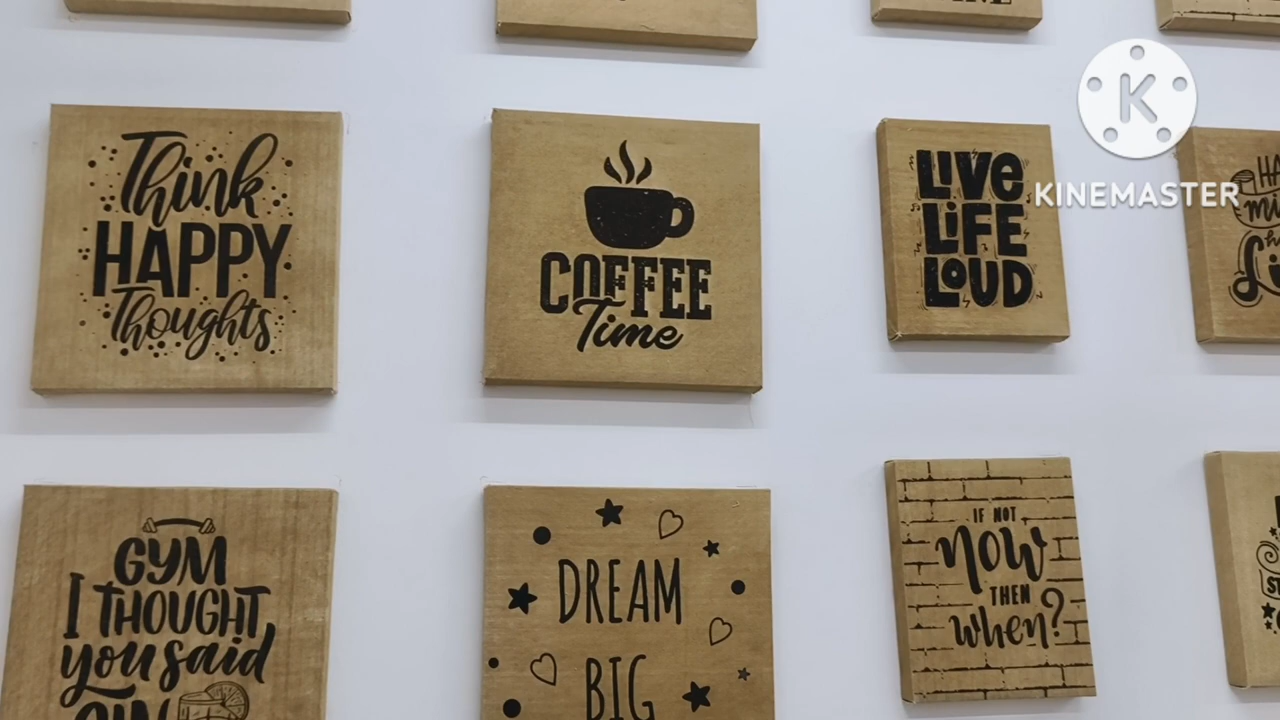 Think
HAPPY
Thoughts
COFFEE
Time
LIVE
LIFE
LOUD
K
KINEMASTER
GYM
I THOUGHT
you said
GIN
DREAM
BIG
IF NOT
NOW
THEN
when?